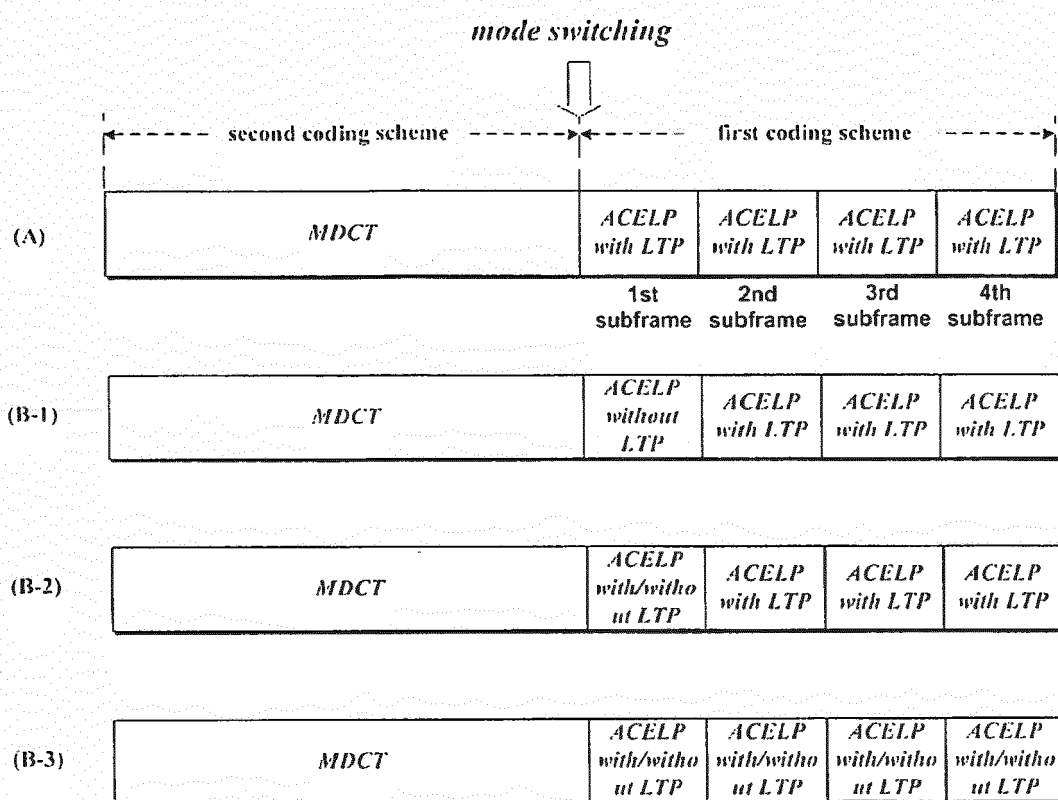 mode switching
second coding scheme
first coding scheme
(A)
MDCT
ACELP
with LTP
ACELP
with LTP
ACELP
with LTP
ACELP
with LTP
1st
subframe
2nd
subframe
3rd
subframe
4th
subframe
(B-1)
MDCT
ACELP
without
LTP
ACELP
with LTP
ACELP
with LTP
ACELP
with LTP
(B-2)
MDCT
ACELP
with/witho
ut LTP
ACELP
with LTP
ACELP
with LTP
ACELP
with LTP
(B-3)
MDCT
ACELP
with/witho
ut LTP
ACELP
with/witho
ut LTP
ACELP
with/witho
ut LTP
ACELP
with/witho
ut LTP